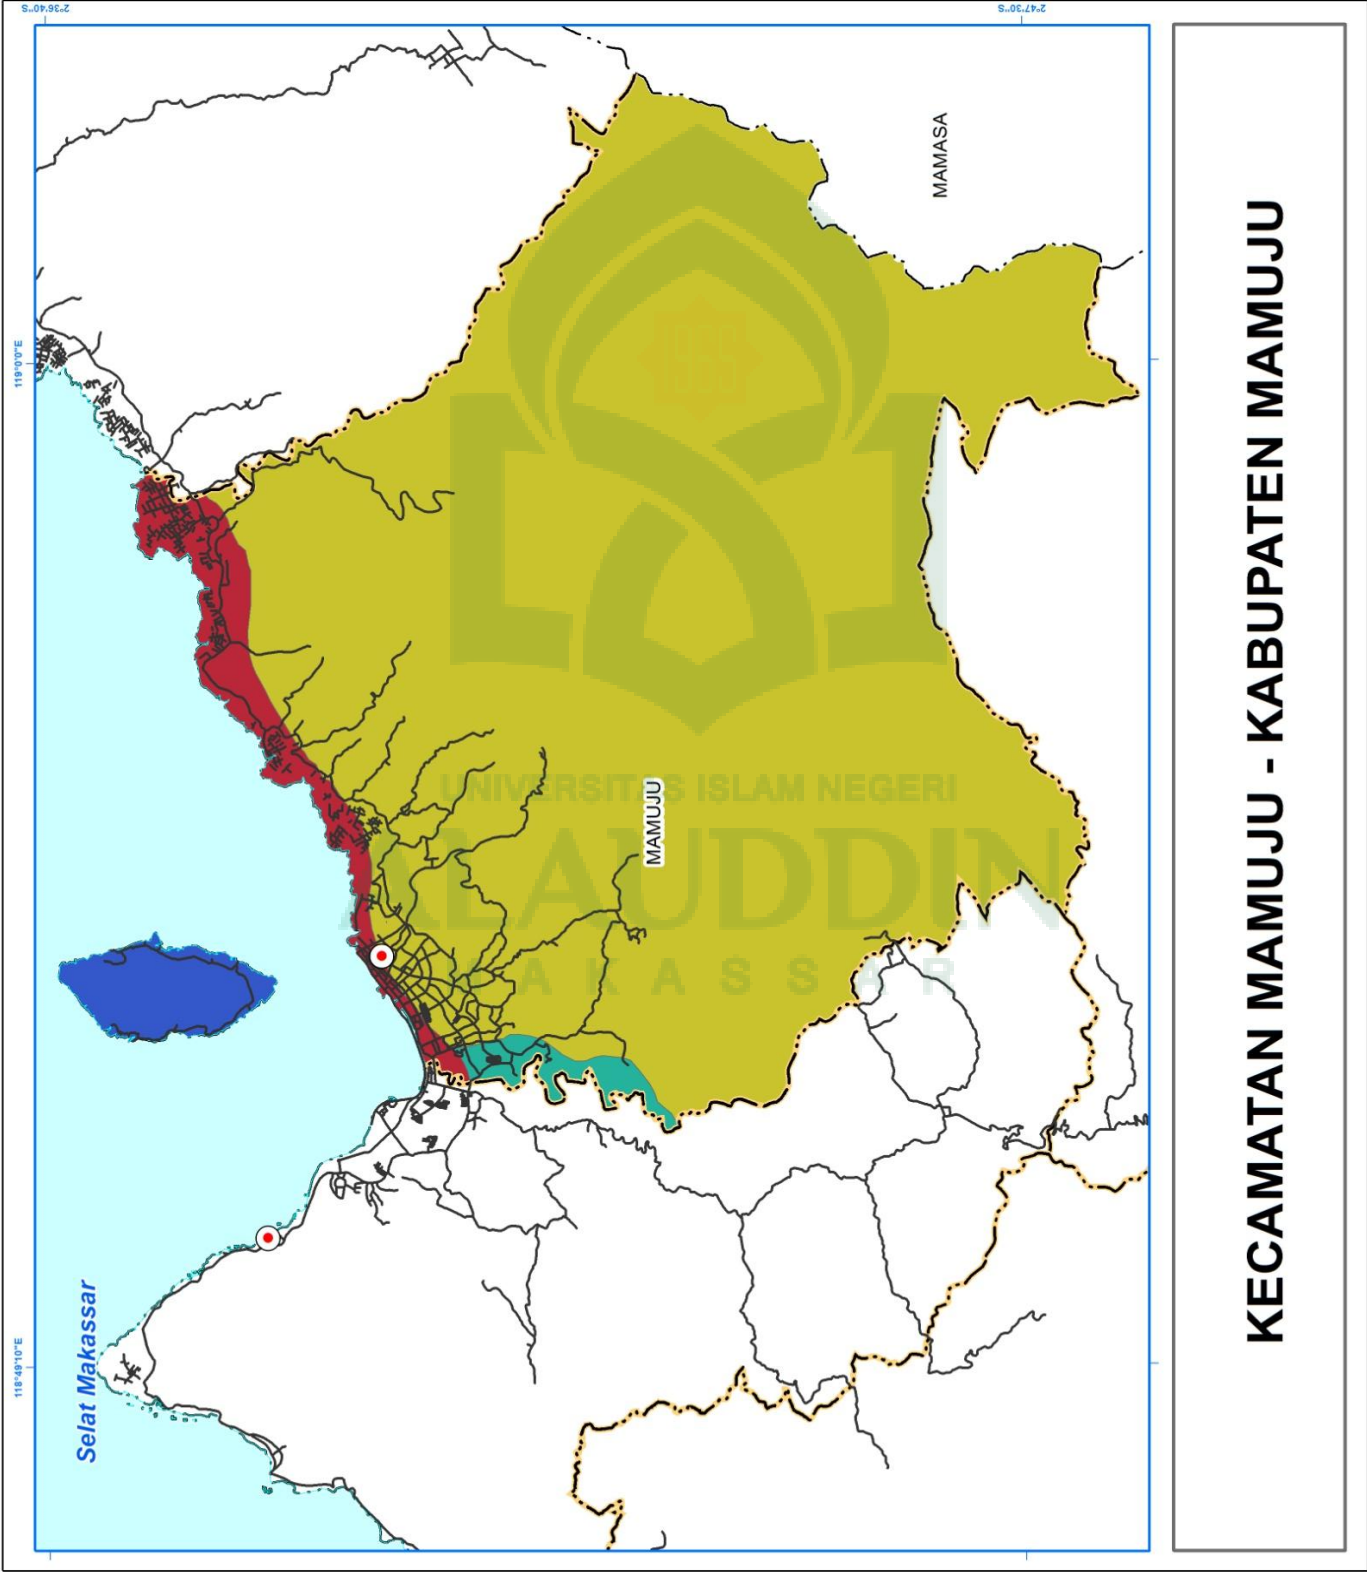 KECAMATAN MAMUJU - KABUPATEN MAMUJU
2°36'40"S
2°47'30"S
119°0'0"E
118°49'10"E
Selat Makassar
MAMASA
MAMUJU
1965
UNIVERSITAS ISLAM NEGERI
ALAUDDIN
MAKASSAR